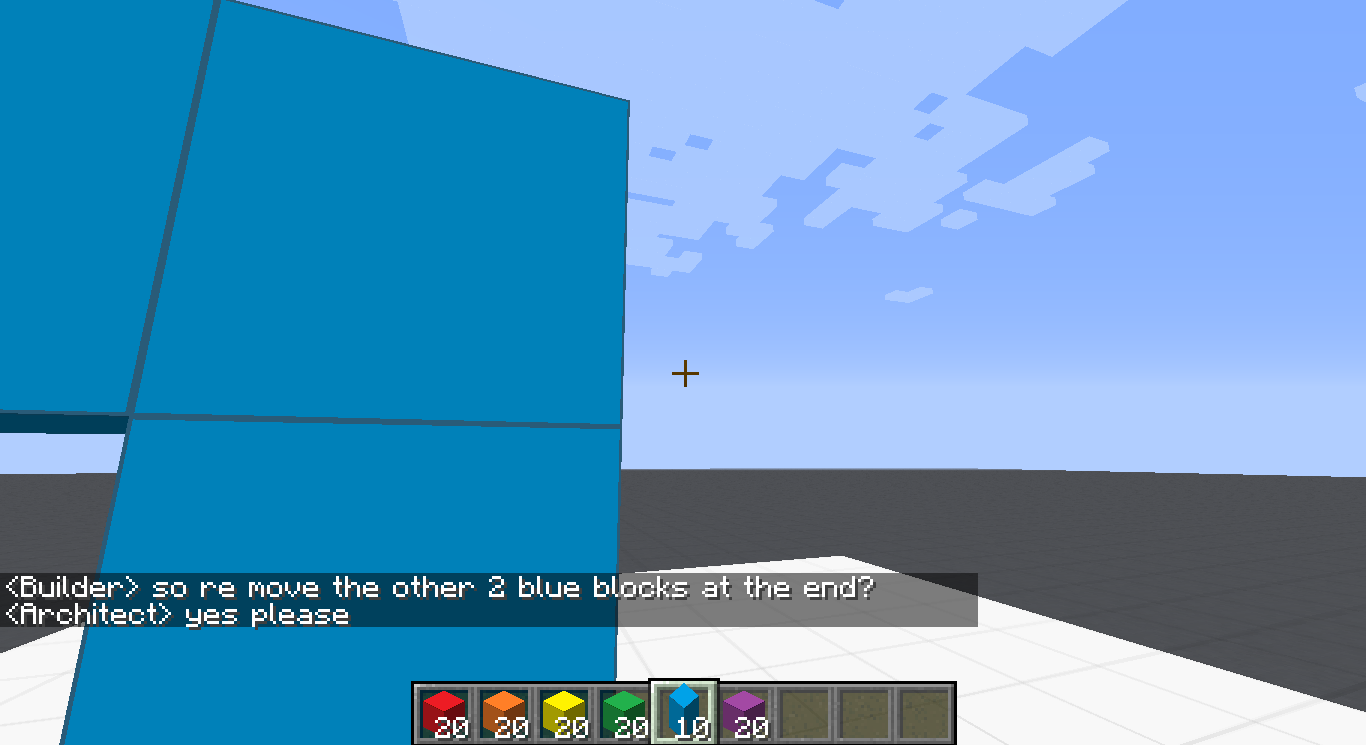 <Builder> so re move the other 2 blue blocks at the end?
<Architect> yes please
20 20 20 20 10 20